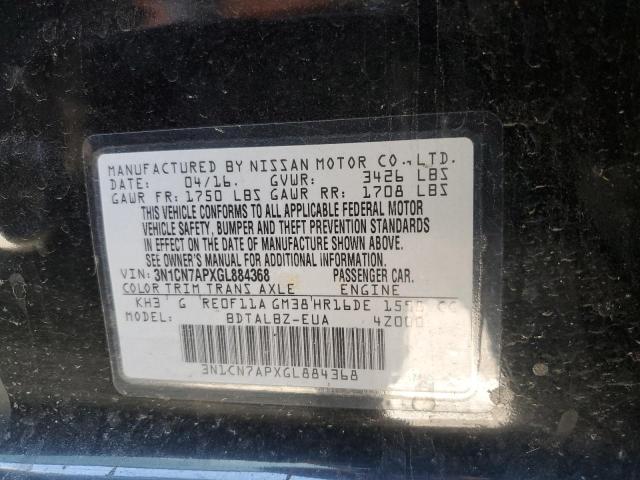 MANUFACTURED BY NISSAN MOTOR CO.,LTD.
DATE: 04/16. GVWR: 3426 LBS
GAWR FR: 1750 LBS GAWR RR: 1708 LBS
THIS VEHICLE CONFORMS TO ALL APPLICABLE FEDERAL MOTOR
VEHICLE SAFETY, BUMPER AND THEFT PREVENTION STANDARDS
IN EFFECT ON THE DATE OF MANUFACTURE SHOWN ABOVE.
SEE OWNERS MANUAL FOR ADDITIONAL INFORMATION.
VIN: 3N1CN7APXGL884368 PASSENGER CAR.
COLOR TRIM TRANS AXLE ENGINE
KH3 G RE0F11A GM38 HR16DE CC
MODEL: BDTALBZ-EUA
3N1CN7APXGL884368